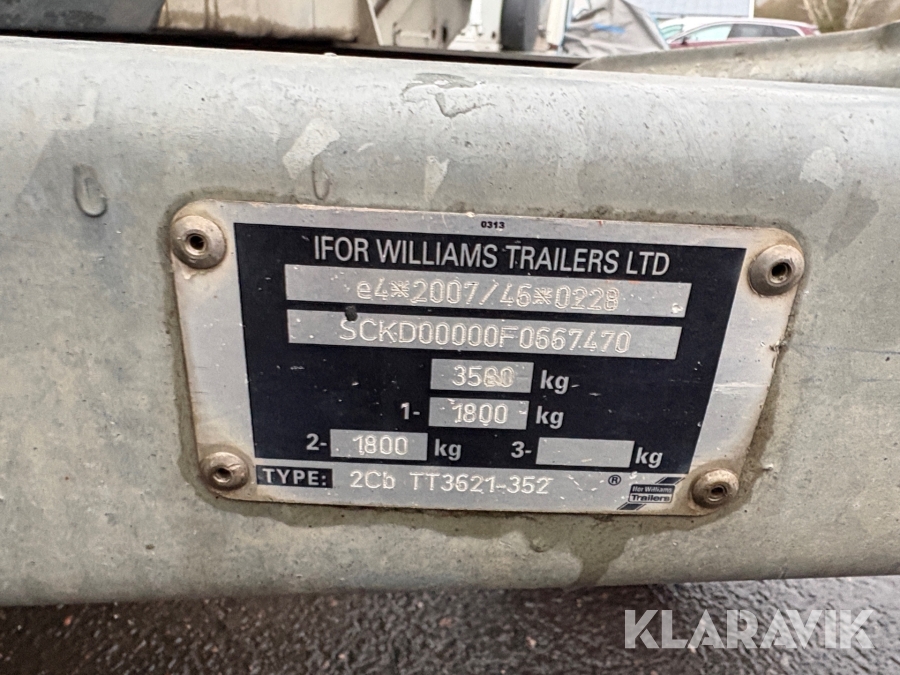 0313
IFOR WILLIAMS TRAILERS LTD
e4*2007/46*0228
SCKD00000F0667470
3580 kg
1- 1800 kg
2- 1800 kg 3- kg
TYPE: 2Cb TT3621-352 ®
Ifor Williams
Trailers
KLARAVIK